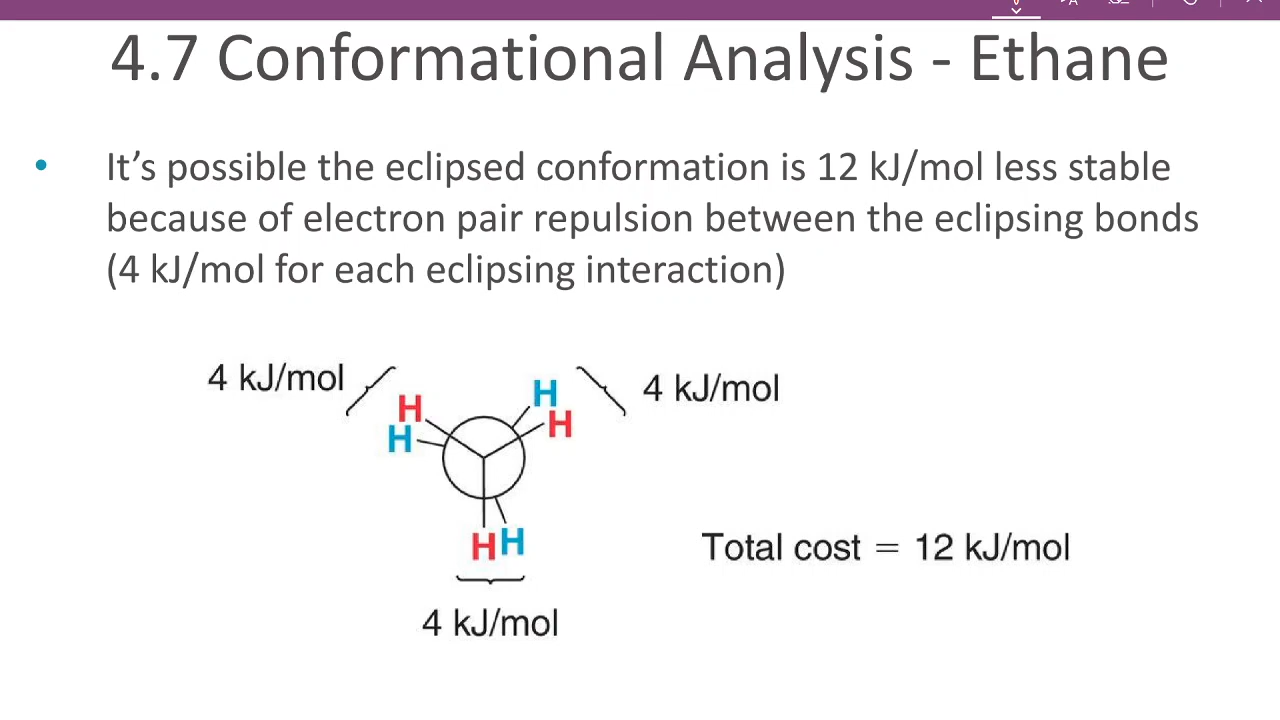 4.7 Conformational Analysis - Ethane
• It’s possible the eclipsed conformation is 12 kJ/mol less stable
because of electron pair repulsion between the eclipsing bonds
(4 kJ/mol for each eclipsing interaction)
4 kJ/mol
H
H
H
H
4 kJ/mol
H H
Total cost = 12 kJ/mol
4 kJ/mol